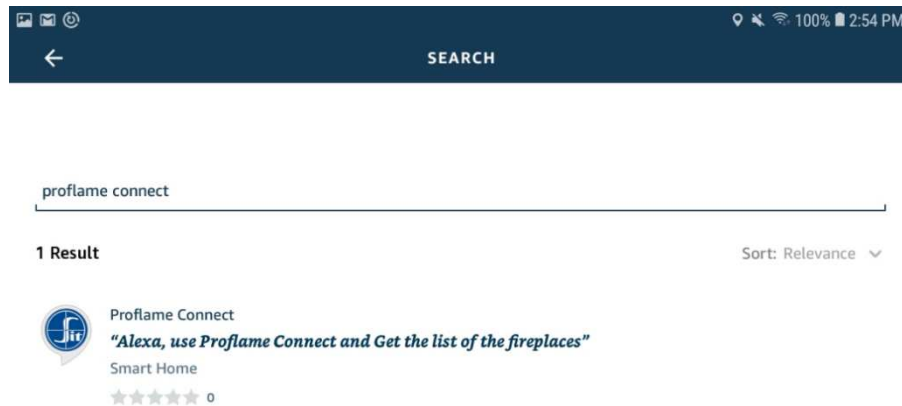 100% 2:54 PM
SEARCH
proflame connect
1 Result
Sort: Relevance
Proflame Connect
“Alexa, use Proflame Connect and Get the list of the fireplaces”
Smart Home
0
sit